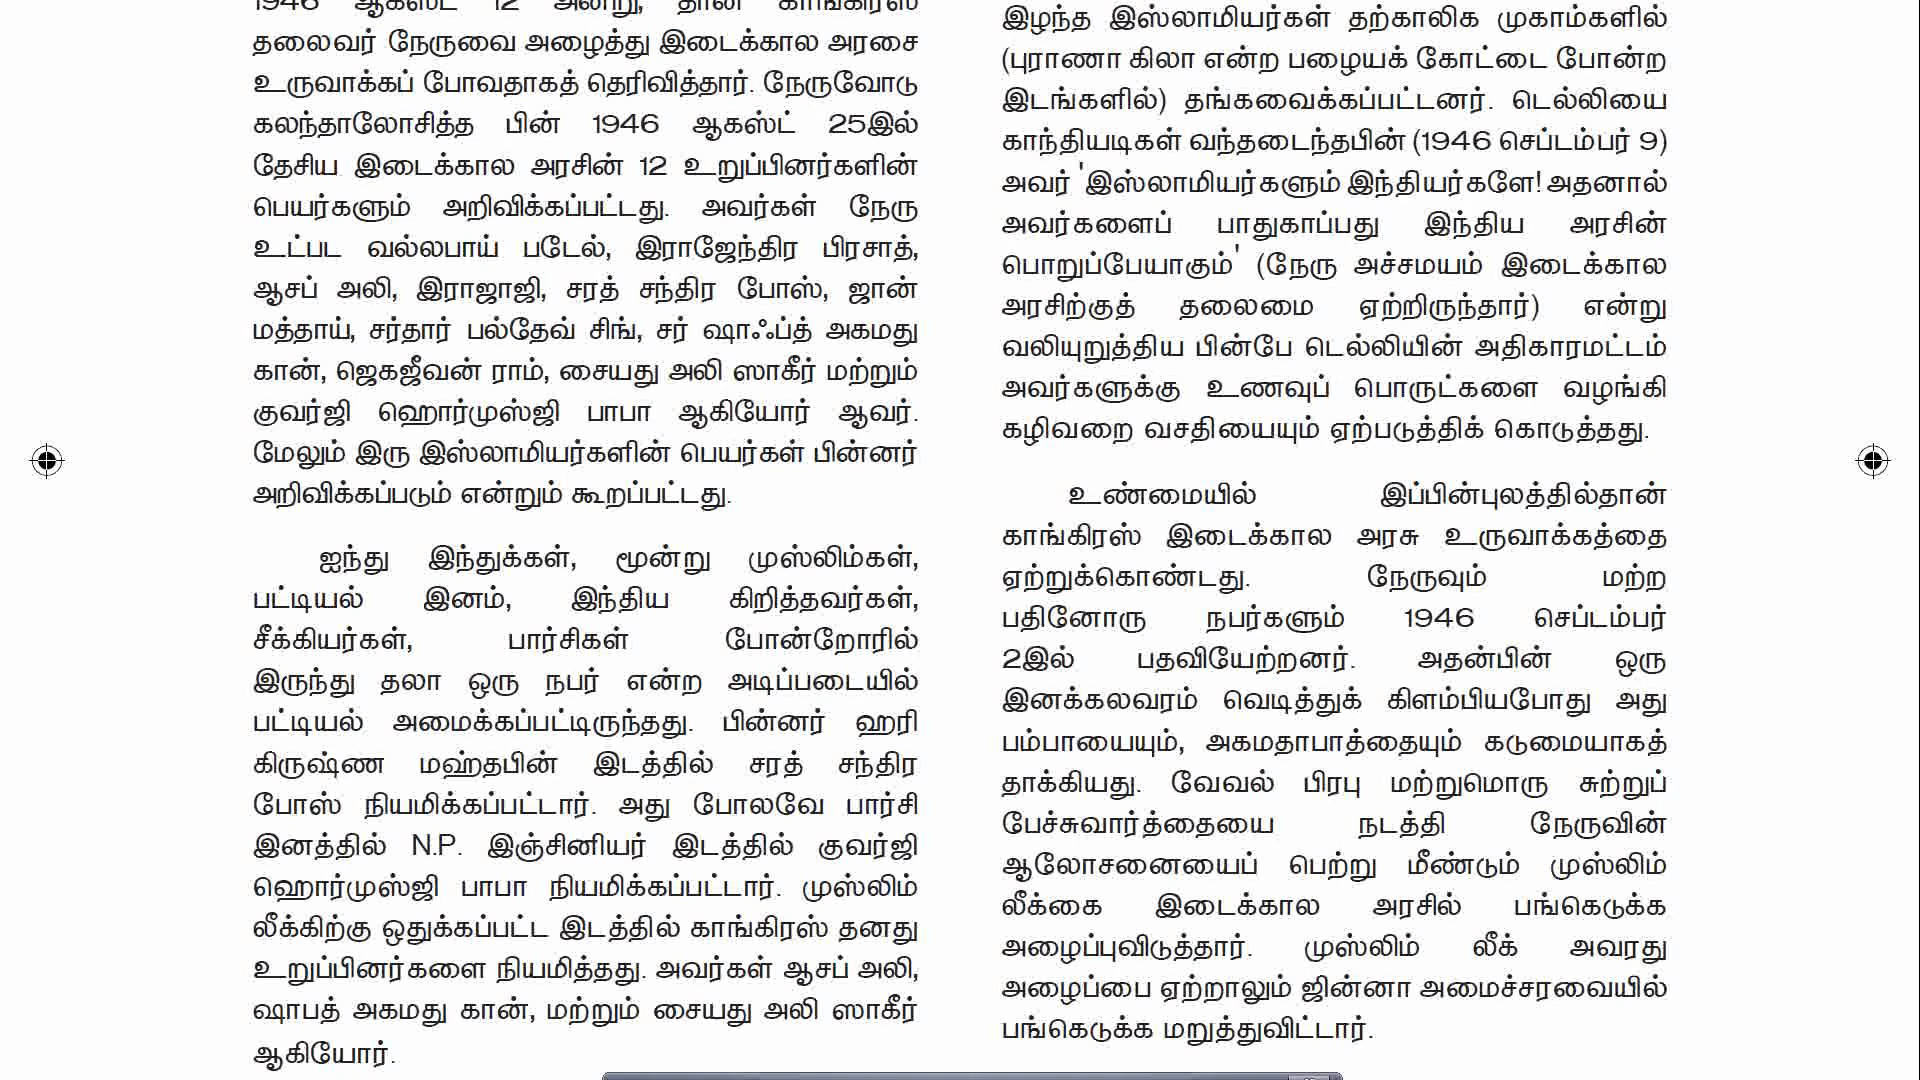 1946 ஆகஸ்ட் 12 அன்று, தான் காங்கிரஸ்
தலைவர் நேருவை அழைத்து இடைக்கால அரசை
உருவாக்கப் போவதாகத் தெரிவித்தார். நேருவோடு
கலந்தாலோசித்த பின் 1946 ஆகஸ்ட் 25இல்
தேசிய இடைக்கால அரசின் 12 உறுப்பினர்களின்
பெயர்களும் அறிவிக்கப்பட்டது. அவர்கள் நேரு
உட்பட வல்லபாய் படேல், இராஜேந்திர பிரசாத்,
ஆசப் அலி, இராஜாஜி, சரத் சந்திர போஸ், ஜான்
மத்தாய், சர்தார் பல்தேவ் சிங், சர் ஷாஃப்த் அகமது
கான், ஜெகஜீவன் ராம், சையது அலி ஸாகீர் மற்றும்
குவர்ஜி ஹொர்முஸ்ஜி பாபா ஆகியோர் ஆவர்.
மேலும் இரு இஸ்லாமியர்களின் பெயர்கள் பின்னர்
அறிவிக்கப்படும் என்றும் கூறப்பட்டது.
ஐந்து இந்துக்கள், மூன்று முஸ்லிம்கள்,
பட்டியல் இனம், இந்திய கிறித்தவர்கள்,
சீக்கியர்கள், பார்சிகள் போன்றோரில்
இருந்து தலா ஒரு நபர் என்ற அடிப்படையில்
பட்டியல் அமைக்கப்பட்டிருந்தது. பின்னர் ஹரி
கிருஷ்ண மஹ்தபின் இடத்தில் சரத் சந்திர
போஸ் நியமிக்கப்பட்டார். அது போலவே பார்சி
இனத்தில் N.P. இஞ்சினியர் இடத்தில் குவர்ஜி
ஹொர்முஸ்ஜி பாபா நியமிக்கப்பட்டார். முஸ்லிம்
லீக்கிற்கு ஒதுக்கப்பட்ட இடத்தில் காங்கிரஸ் தனது
உறுப்பினர்களை நியமித்தது. அவர்கள் ஆசப் அலி,
ஷாபத் அகமது கான், மற்றும் சையது அலி ஸாகீர்
ஆகியோர்.
இழந்த இஸ்லாமியர்கள் தற்காலிக முகாம்களில்
(புராணா கிலா என்ற பழையக் கோட்டை போன்ற
இடங்களில்) தங்கவைக்கப்பட்டனர். டெல்லியை
காந்தியடிகள் வந்தடைந்தபின் (1946 செப்டம்பர் 9)
அவர் 'இஸ்லாமியர்களும் இந்தியர்களே! அதனால்
அவர்களைப் பாதுகாப்பது இந்திய அரசின்
பொறுப்பேயாகும்' (நேரு அச்சமயம் இடைக்கால
அரசிற்குத் தலைமை ஏற்றிருந்தார்) என்று
வலியுறுத்திய பின்பே டெல்லியின் அதிகாரமட்டம்
அவர்களுக்கு உணவுப் பொருட்களை வழங்கி
கழிவறை வசதியையும் ஏற்படுத்திக் கொடுத்தது.
உண்மையில் இப்பின்புலத்தில்தான்
காங்கிரஸ் இடைக்கால அரசு உருவாக்கத்தை
ஏற்றுக்கொண்டது. நேருவும் மற்ற
பதினோரு நபர்களும் 1946 செப்டம்பர்
2இல் பதவியேற்றனர். அதன்பின் ஒரு
இனக்கலவரம் வெடித்துக் கிளம்பியபோது அது
பம்பாயையும், அகமதாபாத்தையும் கடுமையாகத்
தாக்கியது. வேவல் பிரபு மற்றுமொரு சுற்றுப்
பேச்சுவார்த்தையை நடத்தி நேருவின்
ஆலோசனையைப் பெற்று மீண்டும் முஸ்லிம்
லீக்கை இடைக்கால அரசில் பங்கெடுக்க
அழைப்புவிடுத்தார். முஸ்லிம் லீக் அவரது
அழைப்பை ஏற்றாலும் ஜின்னா அமைச்சரவையில்
பங்கெடுக்க மறுத்துவிட்டார்.